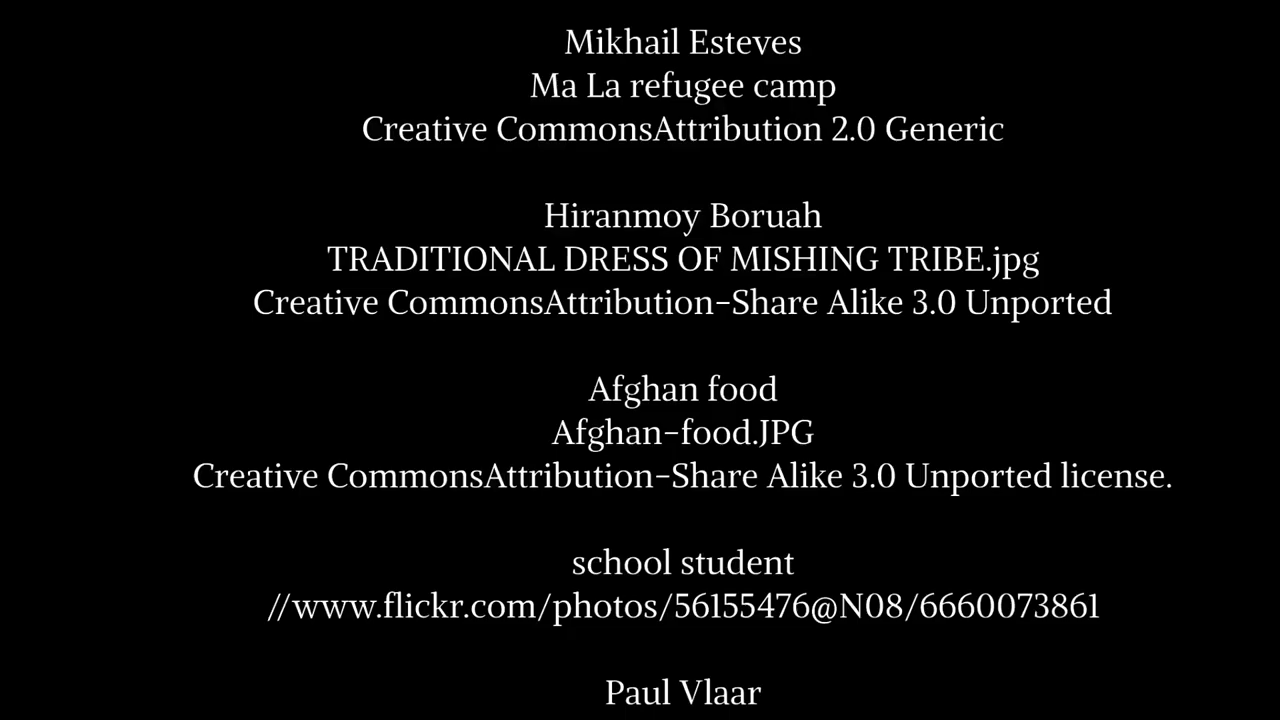 Mikhail Esteves
Ma La refugee camp
Creative CommonsAttribution 2.0 Generic
Hiranmoy Boruah
TRADITIONAL DRESS OF MISHING TRIBE.jpg
Creative CommonsAttribution-Share Alike 3.0 Unported
Afghan food
Afghan-food.JPG
Creative CommonsAttribution-Share Alike 3.0 Unported license.
school student
//www.flickr.com/photos/56155476@N08/6660073861
Paul Vlaar